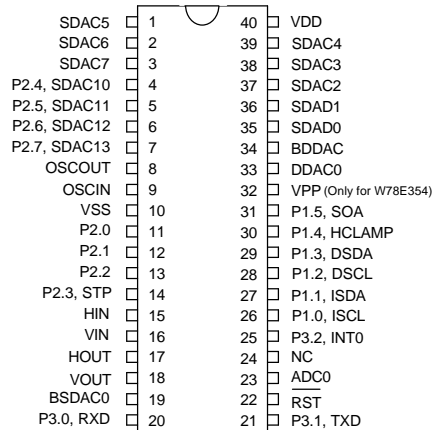 SDAC5 1 40 VDD
SDAC6 2 39 SDAC4
SDAC7 3 38 SDAC3
P2.4, SDAC10 4 37 SDAC2
P2.5, SDAC11 5 36 SDAD1
P2.6, SDAC12 6 35 SDAD0
P2.7, SDAC13 7 34 BDDAC
OSCOUT 8 33 DDAC0
OSCIN 9 32 VPP (Only for W78E354)
VSS 10 31 P1.5, SOA
P2.0 11 30 P1.4, HCLAMP
P2.1 12 29 P1.3, DSDA
P2.2 13 28 P1.2, DSCL
P2.3, STP 14 27 P1.1, ISDA
HIN 15 26 P1.0, ISCL
VIN 16 25 P3.2, INT0
HOUT 17 24 NC
VOUT 18 23 ADC0
BSDAC0 19 22 RST
P3.0, RXD 20 21 P3.1, TXD